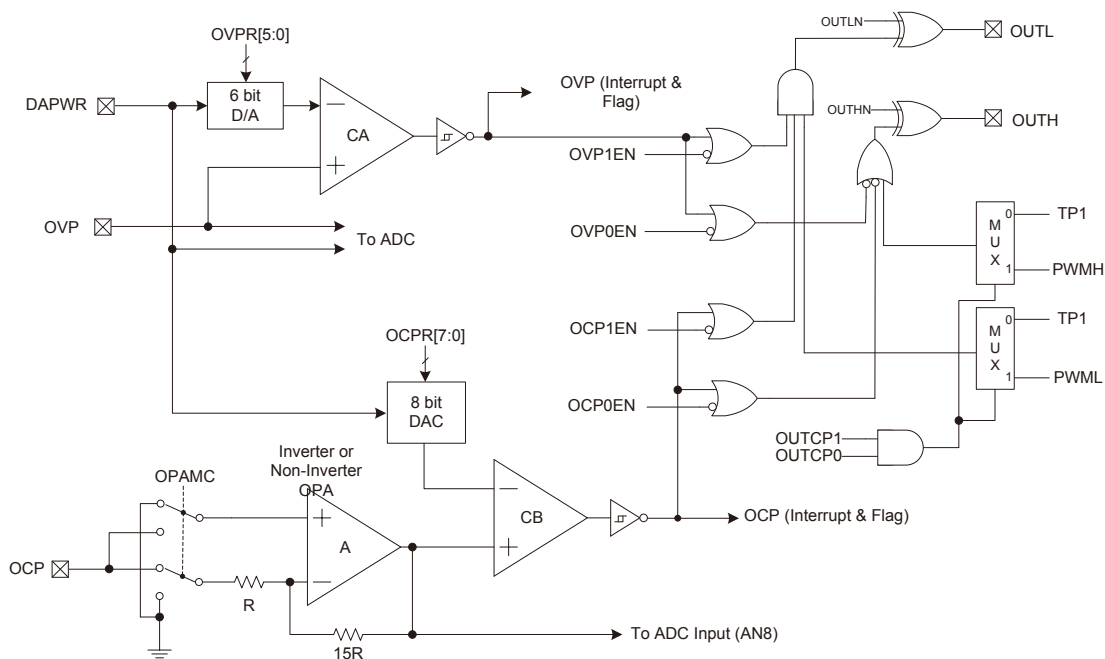 OVPR[5:0]
OUTLN
OUTL
DAPWR
6 bit
D/A
OVP (Interrupt &
Flag)
CA
OUTHN
OUTH
OVP1EN
OVP
To ADC
OVP0EN
TP1
0
M
U
X
1
PWMH
OCPR[7:0]
OCP1EN
TP1
0
M
U
X
1
PWML
8 bit
DAC
OCP0EN
OUTCP1
OUTCP0
Inverter or
Non-Inverter
OPA
OPAMC
CB
OCP (Interrupt & Flag)
A
OCP
R
15R
To ADC Input (AN8)